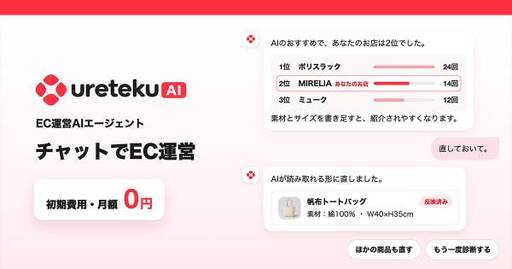 uretekuAI
EC運営AIエージェント
チャットでEC運営
初期費用・月額 0円
AIのおすすめで、あなたのお店は2位でした。
1位 ポリスラック 24回
2位 MIRELIA あなたのお店 14回
3位 ミューク 12回
素材とサイズを書き足すと、紹介されやすくなります。
直しておいて。
AIが読み取れる形に直しました。
帆布トートバッグ 反映済み
素材：綿100% ・ W40×H35cm
ほかの商品も直す もう一度診断する